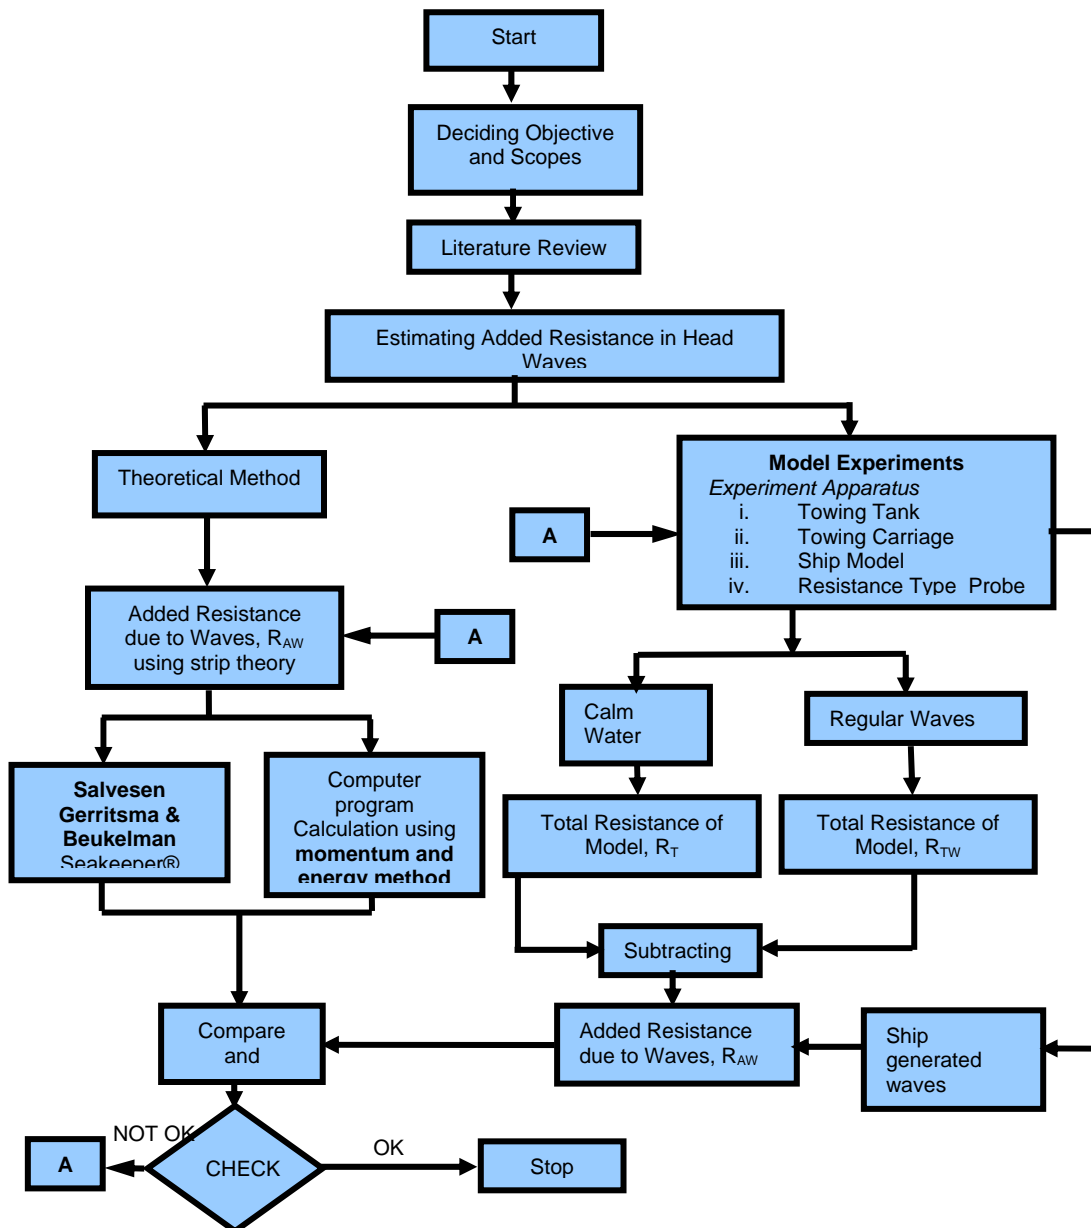 Start
Deciding Objective
and Scopes
Literature Review
Estimating Added Resistance in Head
Waves
Theoretical Method
Model Experiments
Experiment Apparatus
i. Towing Tank
ii. Towing Carriage
iii. Ship Model
iv. Resistance Type Probe
A
Added Resistance
due to Waves, RAW
using strip theory
A
Calm
Water
Regular Waves
Salvesen
Gerritsma &
Beukelman
Seakeeper®
Computer
program
Calculation using
momentum and
energy method
Total Resistance of
Model, RT
Total Resistance of
Model, RTW
Subtracting
Compare
and
Added Resistance
due to Waves, RAW
Ship
generated
waves
NOT OK
A
CHECK
OK
Stop